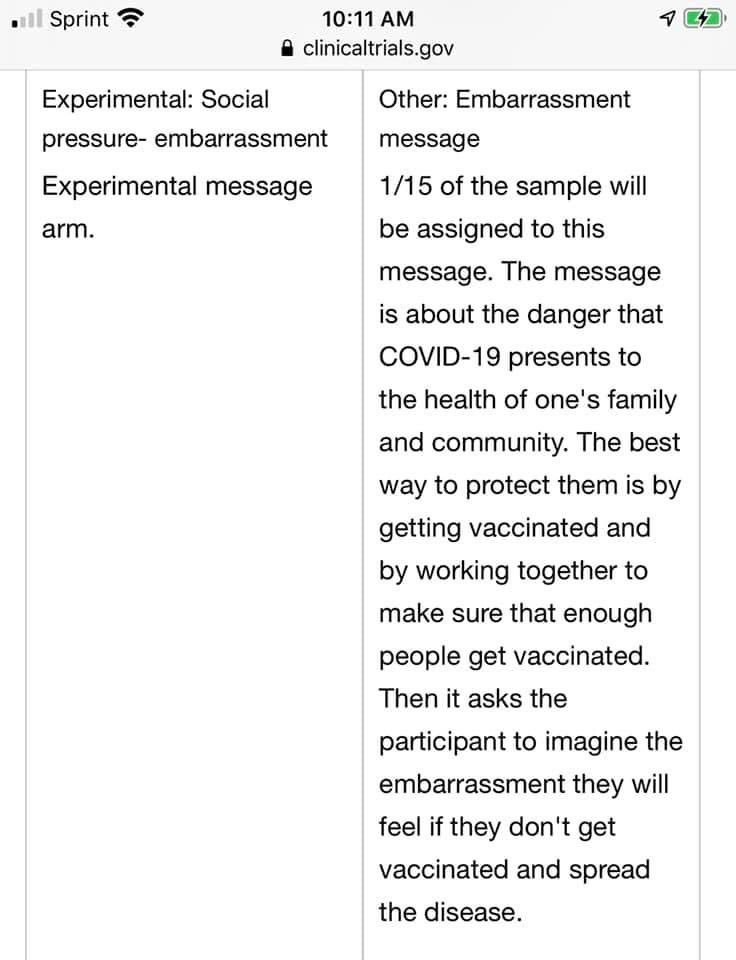 Sprint 10:11 AM
clinicaltrials.gov
Experimental: Social
pressure- embarrassment
Experimental message
arm.
Other: Embarrassment
message
1/15 of the sample will
be assigned to this
message. The message
is about the danger that
COVID-19 presents to
the health of one's family
and community. The best
way to protect them is by
getting vaccinated and
by working together to
make sure that enough
people get vaccinated.
Then it asks the
participant to imagine the
embarrassment they will
feel if they don't get
vaccinated and spread
the disease.